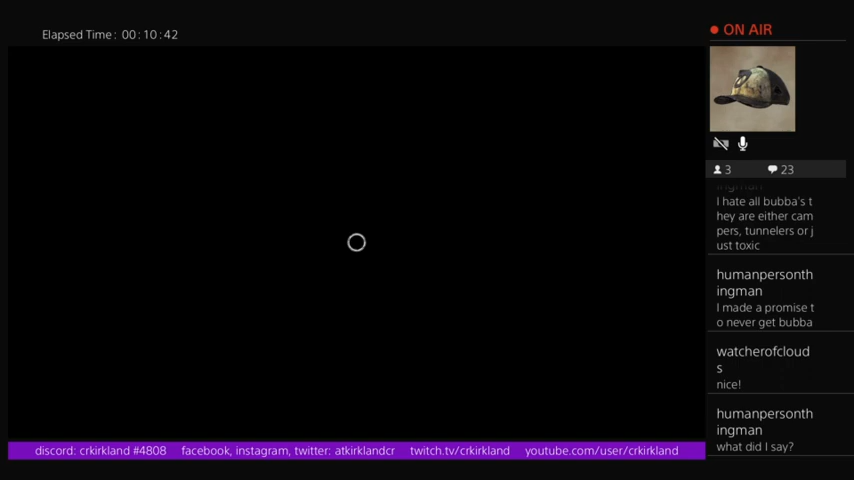 Elapsed Time: 00:10:42
ON AIR
3 23
I hate all bubba's t
hey are either cam
pers, tunnelers or j
ust toxic
humanpersonth
ingman
I made a promise t
o never get bubba
watcherofcloud
s
nice!
humanpersonth
ingman
what did I say?
discord: crkirkland #4808 facebook, instagram, twitter: atkirklandcr twitch.tv/crkirkland youtube.com/user/crkirkland